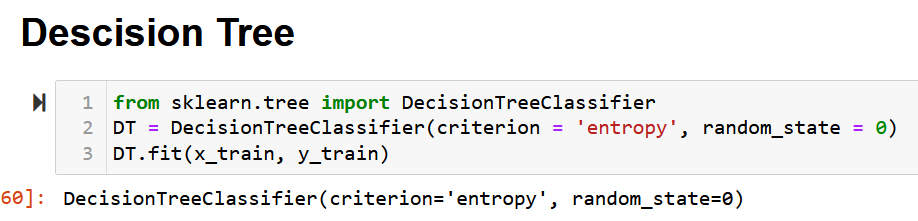 Descision Tree
1 from sklearn.tree import DecisionTreeClassifier
2 DT = DecisionTreeClassifier(criterion = 'entropy', random_state = 0)
3 DT.fit(x_train, y_train)
60]: DecisionTreeClassifier(criterion='entropy', random_state=0)